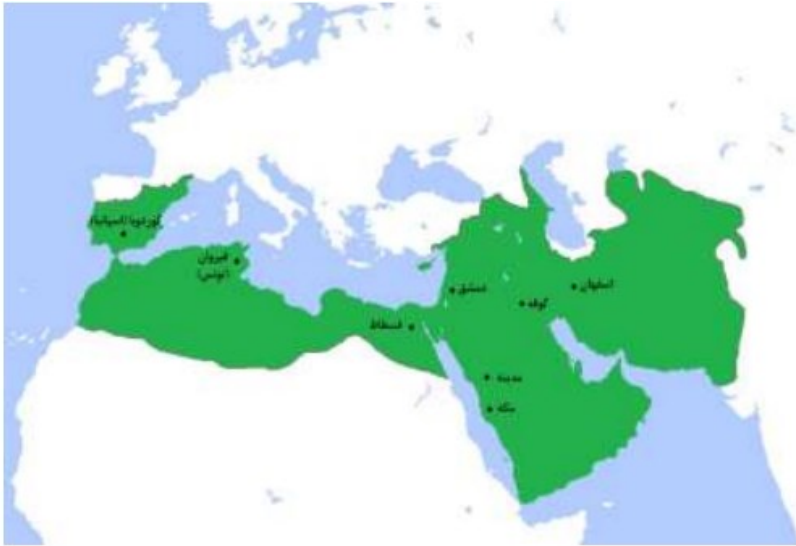 کوردوبا (اسپانیا)
قیروان
(تونس)
دمشق
اصفهان
کوفه
فسطاط
مدینه
مکه